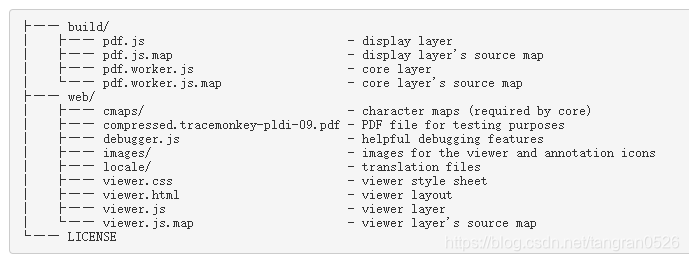 ├── build/
│   ├── pdf.js                             - display layer
│   ├── pdf.js.map                         - display layer's source map
│   ├── pdf.worker.js                      - core layer
│   └── pdf.worker.js.map                  - core layer's source map
├── web/
│   ├── cmaps/                             - character maps (required by core)
│   ├── compressed.tracemonkey-pldi-09.pdf - PDF file for testing purposes
│   ├── debugger.js                        - helpful debugging features
│   ├── images/                            - images for the viewer and annotation icons
│   ├── locale/                            - translation files
│   ├── viewer.css                         - viewer style sheet
│   ├── viewer.html                        - viewer layout
│   ├── viewer.js                          - viewer layer
│   └── viewer.js.map                      - viewer layer's source map
└── LICENSE
https://blog.csdn.net/tangran0526